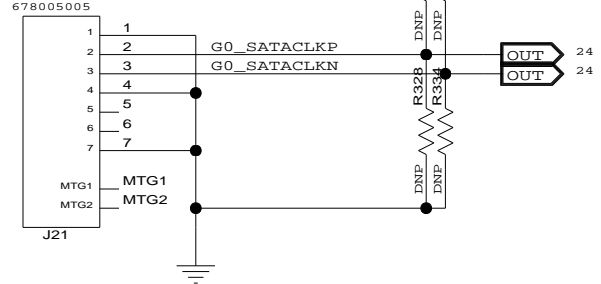 678005005
1 1
2 2 G0_SATACLKP OUT 24
3 3 G0_SATACLKN OUT 24
4 4
5 5
6 6
7 7
MTG1 MTG1
MTG2 MTG2
J21
DNP
DNP
R328
R334
DNP
DNP